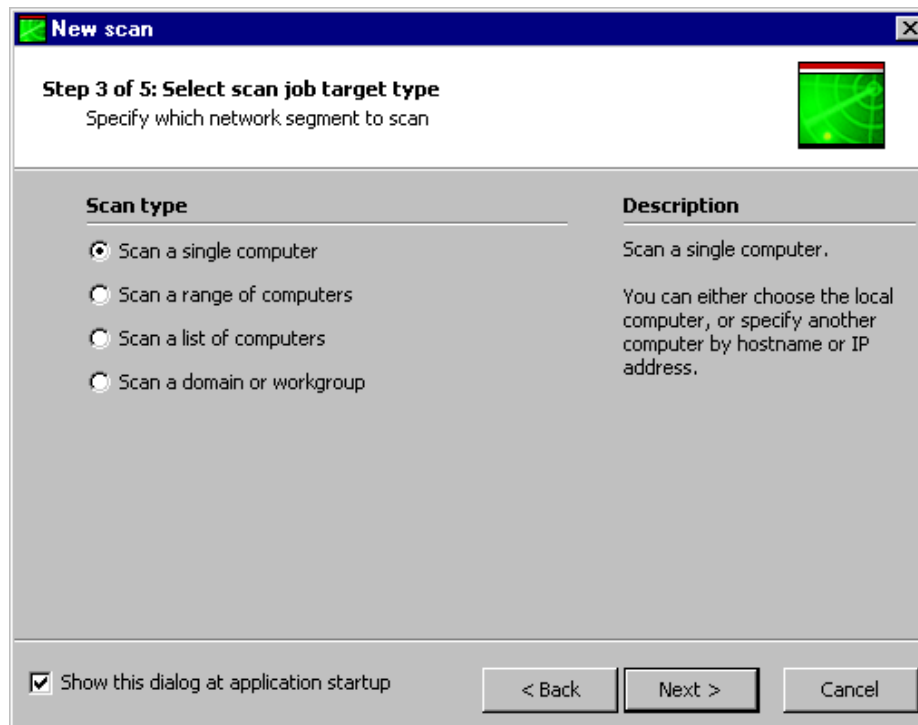 New scan
Step 3 of 5: Select scan job target type
Specify which network segment to scan
Scan type
Scan a single computer
Scan a range of computers
Scan a list of computers
Scan a domain or workgroup
Description
Scan a single computer.
You can either choose the local
computer, or specify another
computer by hostname or IP
address.
Show this dialog at application startup
< Back
Next >
Cancel